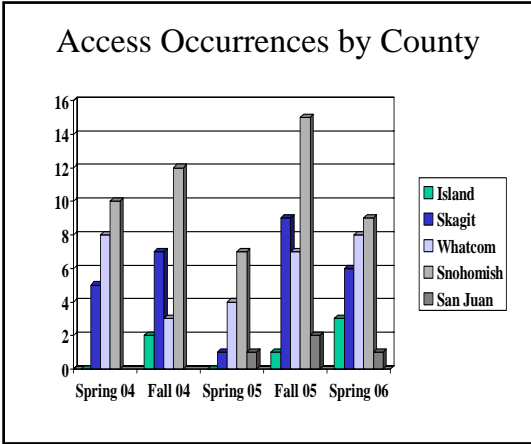 Access Occurrences by County
16
14
12
10
8
6
4
2
0
Spring 04 Fall 04 Spring 05 Fall 05 Spring 06
Island
Skagit
Whatcom
Snohomish
San Juan